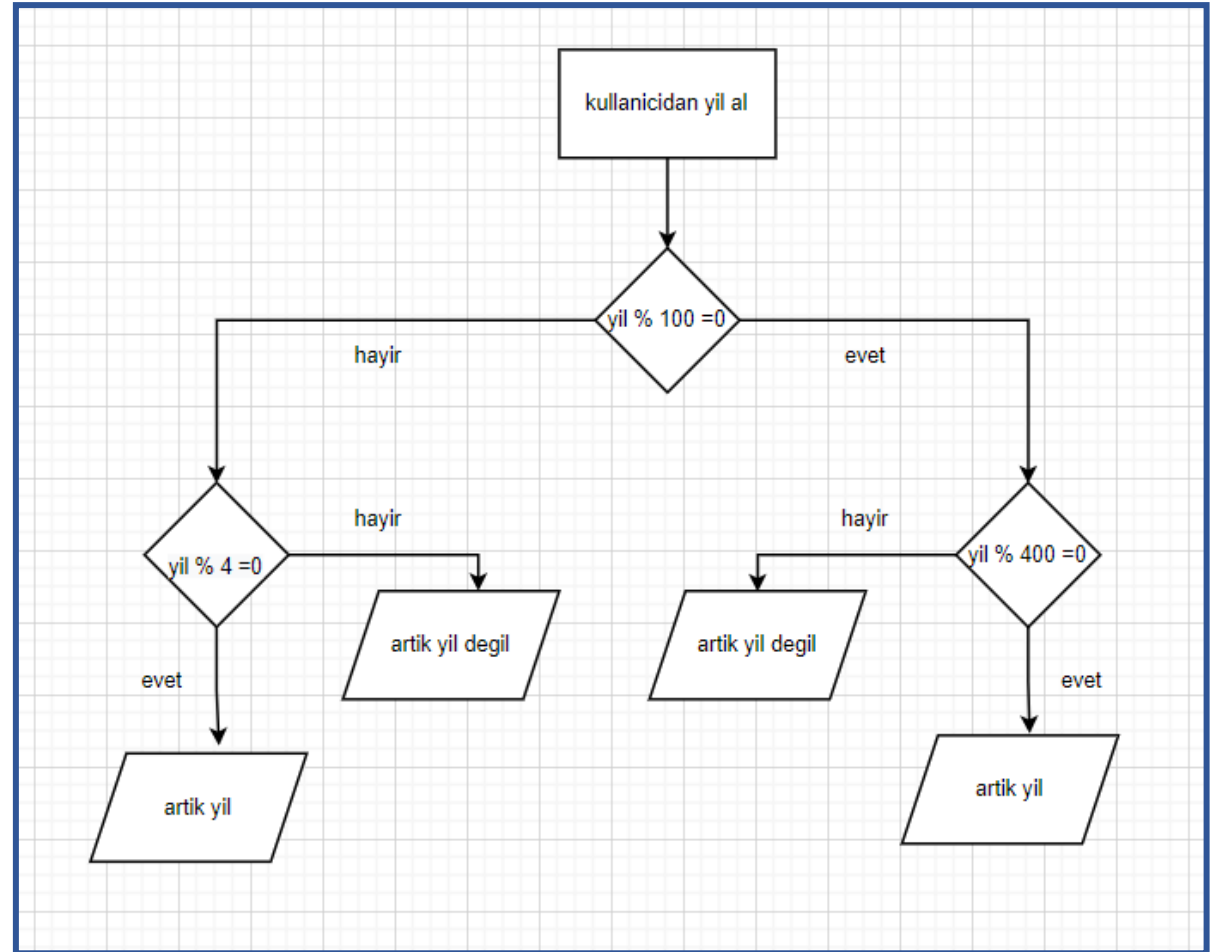 kullanicidan yil al
yil % 100 =0
hayir
evet
yil % 4 =0
hayir
hayir
yil % 400 =0
artik yil degil
artik yil degil
evet
evet
artik yil
artik yil